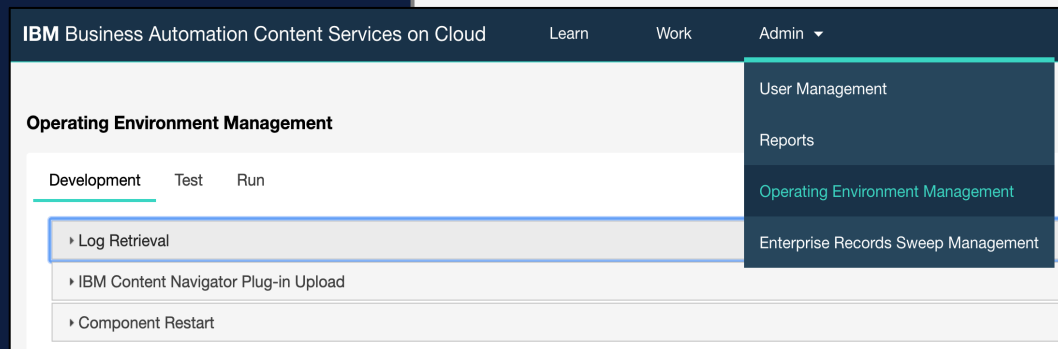 IBM Business Automation Content Services on Cloud Learn Work Admin
User Management
Operating Environment Management
Reports
Development Test Run
Operating Environment Management
Log Retrieval
Enterprise Records Sweep Management
IBM Content Navigator Plug-in Upload
Component Restart